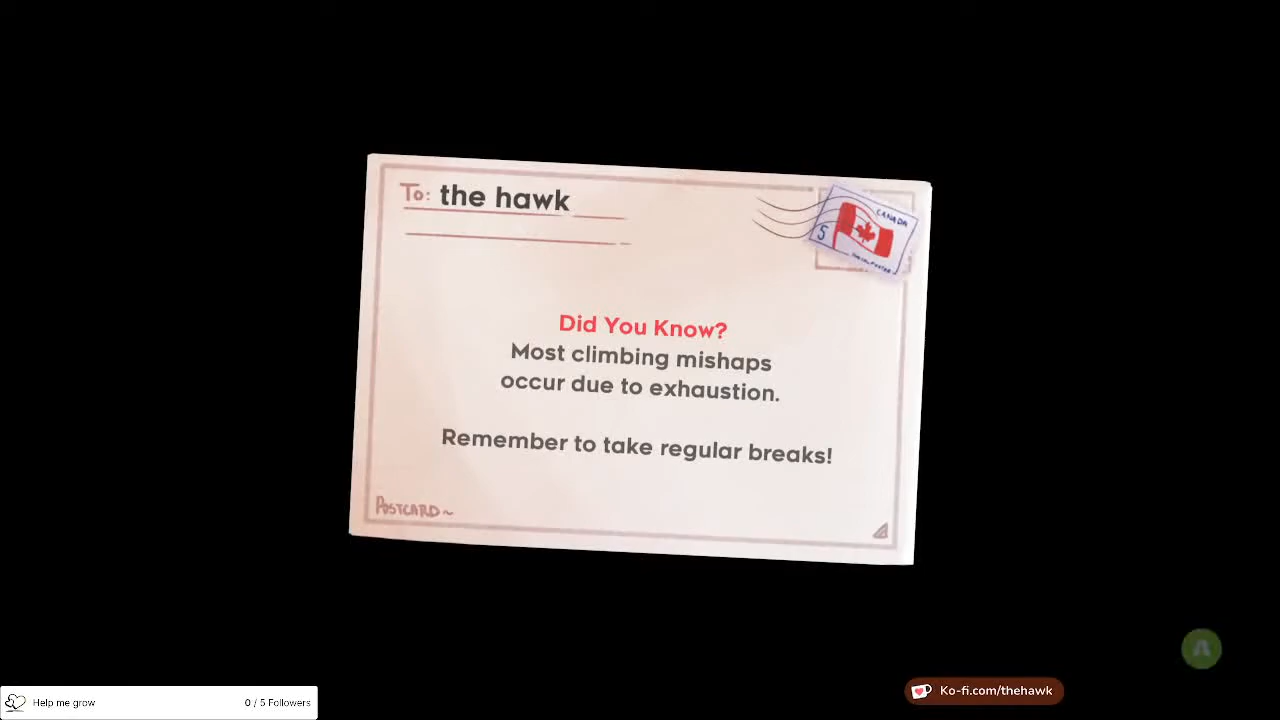 To: the hawk
CANADA
5
Did You Know?
Most climbing mishaps
occur due to exhaustion.
Remember to take regular breaks!
POSTCARD~
A
Help me grow
0 / 5 Followers
Ko-fi.com/thehawk